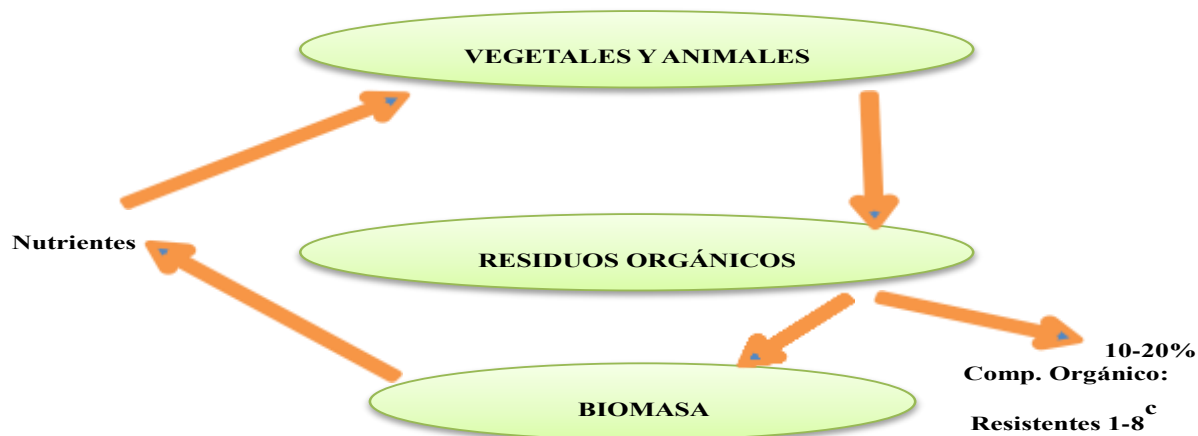 VEGETALES Y ANIMALES
Nutrientes
RESIDUOS ORGÁNICOS
10-20%
Comp. Orgánico:
Resistentes 1-8c
BIOMASA